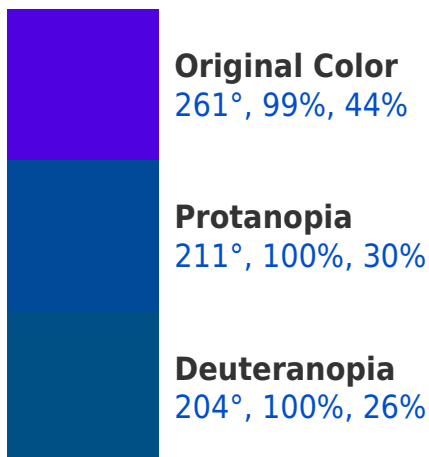 Original Color
261°, 99%, 44%
Protanopia
211°, 100%, 30%
Deuteranopia
204°, 100%, 26%